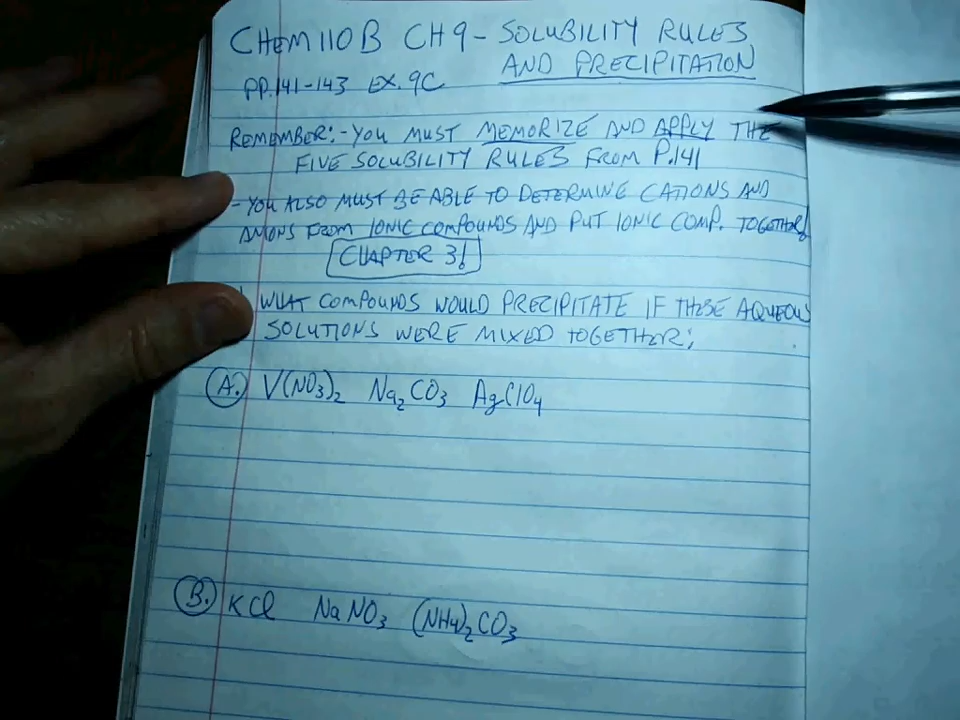 CHEM 110B CH 9 - SOLUBILITY RULES
AND PRECIPITATION
PP.141-143 EX. 9C
REMEMBER: - YOU MUST MEMORIZE AND APPLY THE
FIVE SOLUBILITY RULES FROM P.141
- YOU ALSO MUST BE ABLE TO DETERMINE CATIONS AND
ANIONS FROM IONIC COMPOUNDS AND PUT IONIC COMP. TOGETHER!
CHAPTER 3!
WHAT COMPOUNDS WOULD PRECIPITATE IF THESE AQUEOUS
SOLUTIONS WERE MIXED TOGETHER:
A. V(NO3)2 Na2CO3 AgClO4
B. KCl NaNO3 (NH4)2CO3